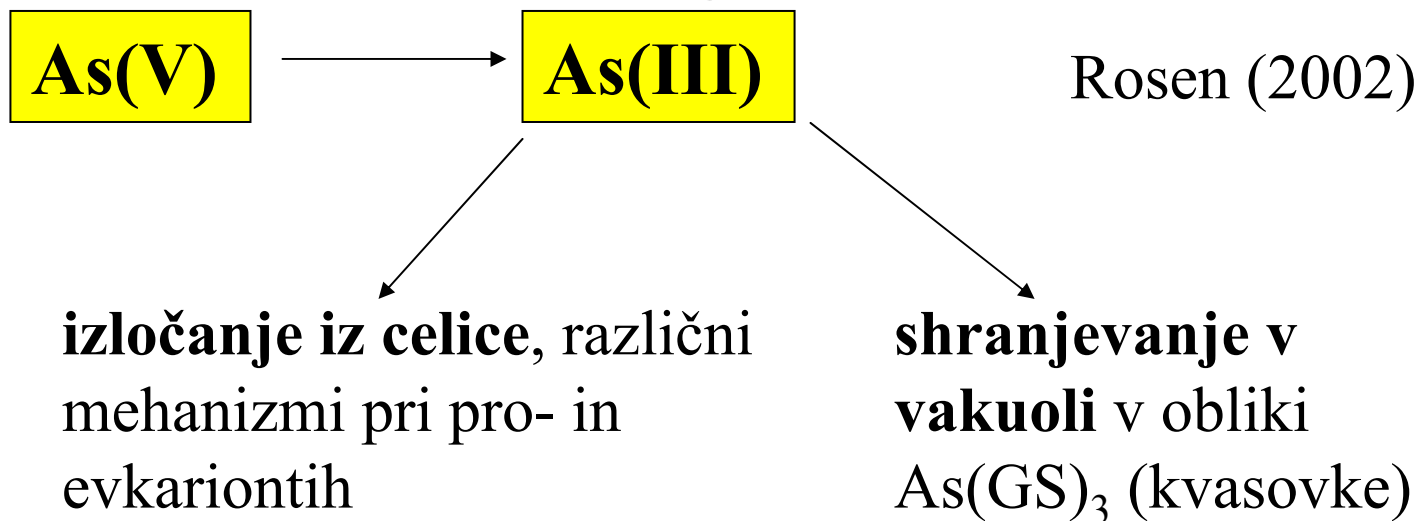 As(V)
As(III)
Rosen (2002)
izločanje iz celice, različni
mehanizmi pri pro- in
evkariontih
shranjevanje v
vakuoli v obliki
As(GS)₃ (kvasovke)